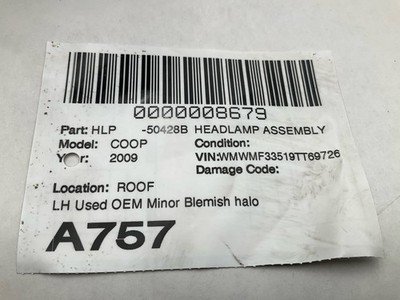 0000008679
Part: HLP -50428B HEADLAMP ASSEMBLY
Model: COOP Condition:
Year: 2009 VIN:WMWMF33519TT69726
Damage Code:
Location: ROOF
LH Used OEM Minor Blemish halo
A757